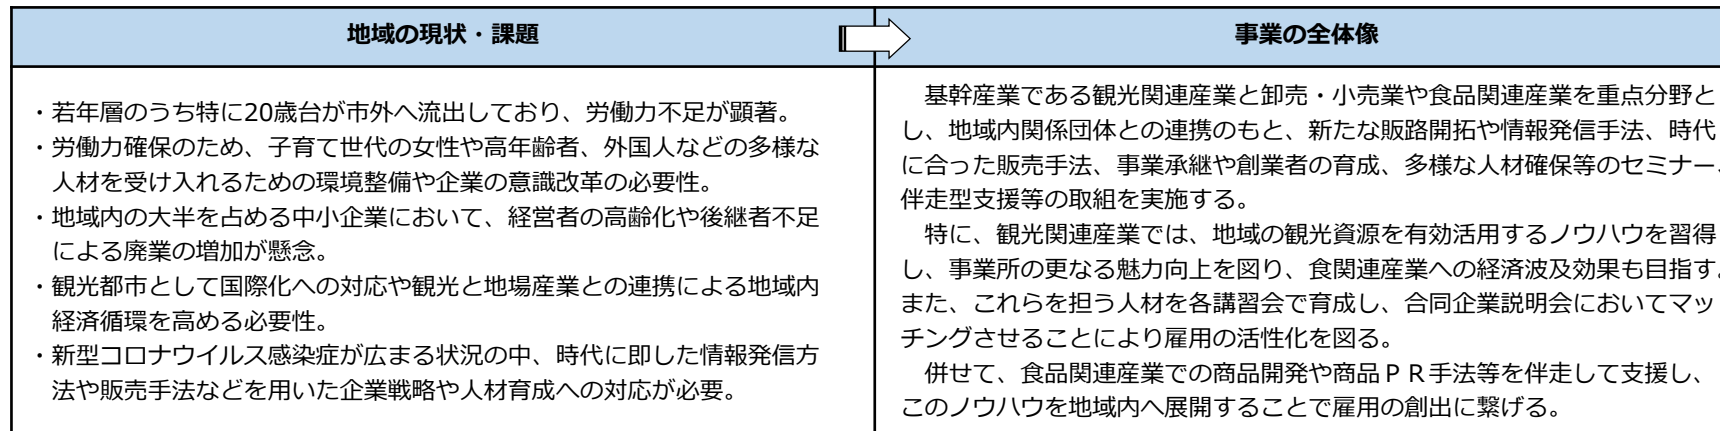 地域の現状・課題
・若年層のうち特に20歳台が市外へ流出しており、労働力不足が顕著。
・労働力確保のため、子育て世代の女性や高年齢者、外国人などの多様な
人材を受け入れるための環境整備や企業の意識改革の必要性。
・地域内の大半を占める中小企業において、経営者の高齢化や後継者不足
による廃業の増加が懸念。
・観光都市として国際化への対応や観光と地場産業との連携による地域内
経済循環を高める必要性。
・新型コロナウイルス感染症が広まる状況の中、時代に即した情報発信方
法や販売手法などを用いた企業戦略や人材育成への対応が必要。
事業の全体像
基幹産業である観光関連産業と卸売・小売業や食品関連産業を重点分野と
し、地域内関係団体との連携のもと、新たな販路開拓や情報発信手法、時代
に合った販売手法、事業承継や創業者の育成、多様な人材確保等のセミナー、
伴走型支援等の取組を実施する。
特に、観光関連産業では、地域の観光資源を有効活用するノウハウを習得
し、事業所の更なる魅力向上を図り、食関連産業への経済波及効果も目指す。
また、これらを担う人材を各講習会で育成し、合同企業説明会においてマッ
チングさせることにより雇用の活性化を図る。
併せて、食品関連産業での商品開発や商品ＰＲ手法等を伴走して支援し、
このノウハウを地域内へ展開することで雇用の創出に繋げる。